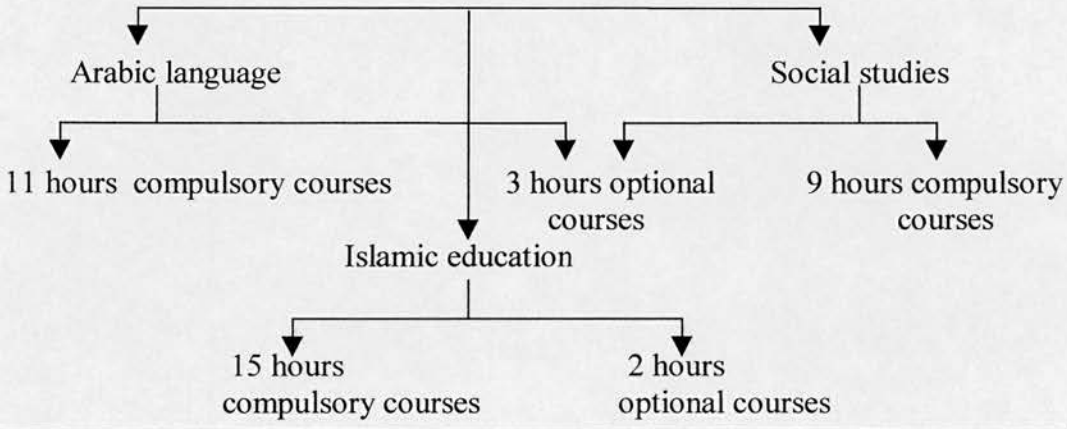 Arabic language
Social studies
11 hours compulsory courses
3 hours optional
courses
9 hours compulsory
courses
Islamic education
15 hours
compulsory courses
2 hours
optional courses